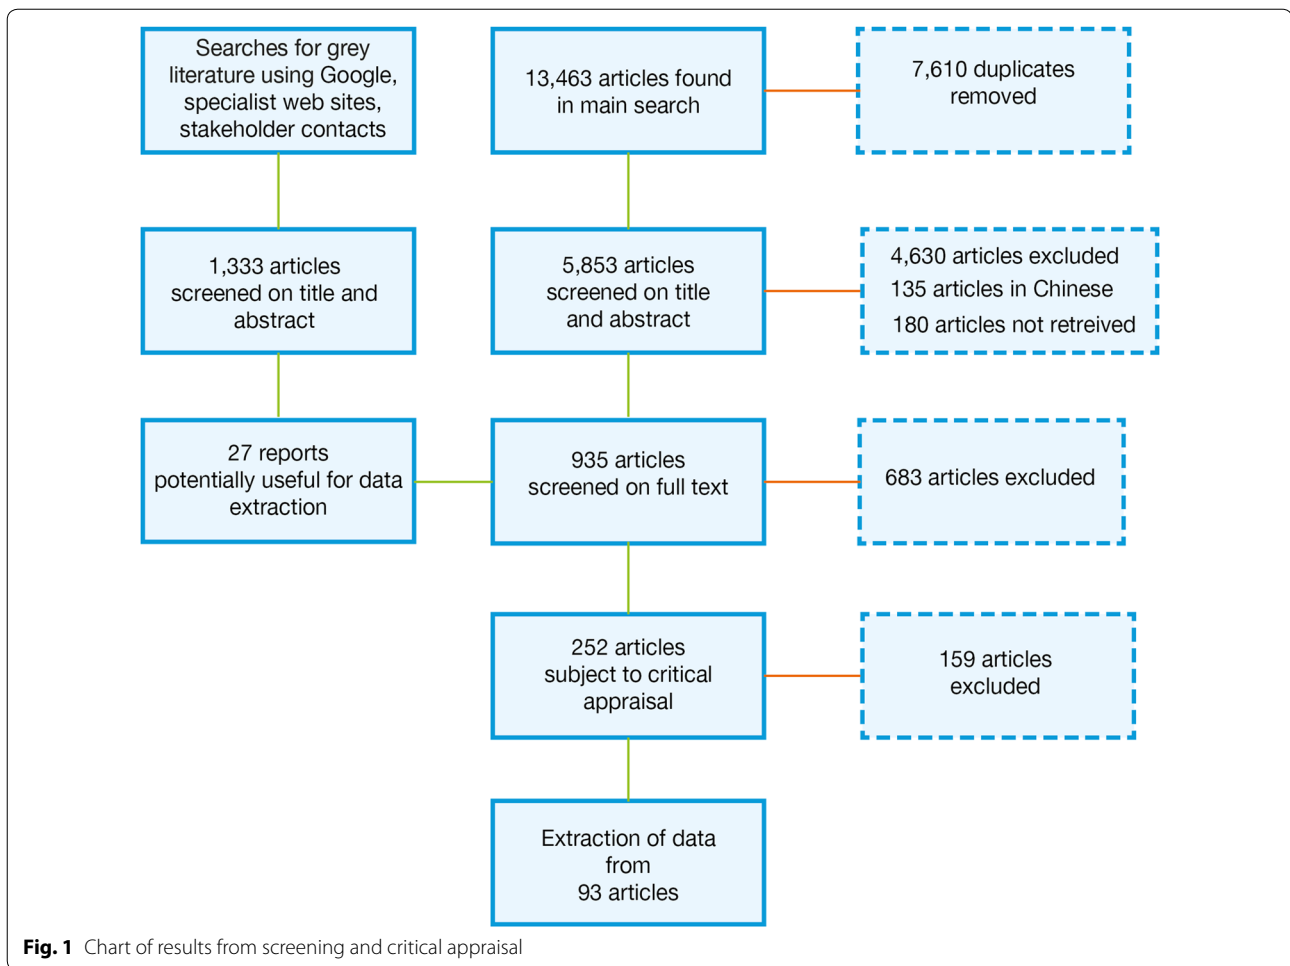 Searches for grey
literature using Google,
specialist web sites,
stakeholder contacts
13,463 articles found
in main search
7,610 duplicates
removed
1,333 articles
screened on title and
abstract
5,853 articles
screened on title
and abstract
4,630 articles excluded
135 articles in Chinese
180 articles not retreived
27 reports
potentially useful for data
extraction
935 articles
screened on full text
683 articles excluded
252 articles
subject to critical
appraisal
159 articles
excluded
Extraction of data
from
93 articles
Fig. 1 Chart of results from screening and critical appraisal